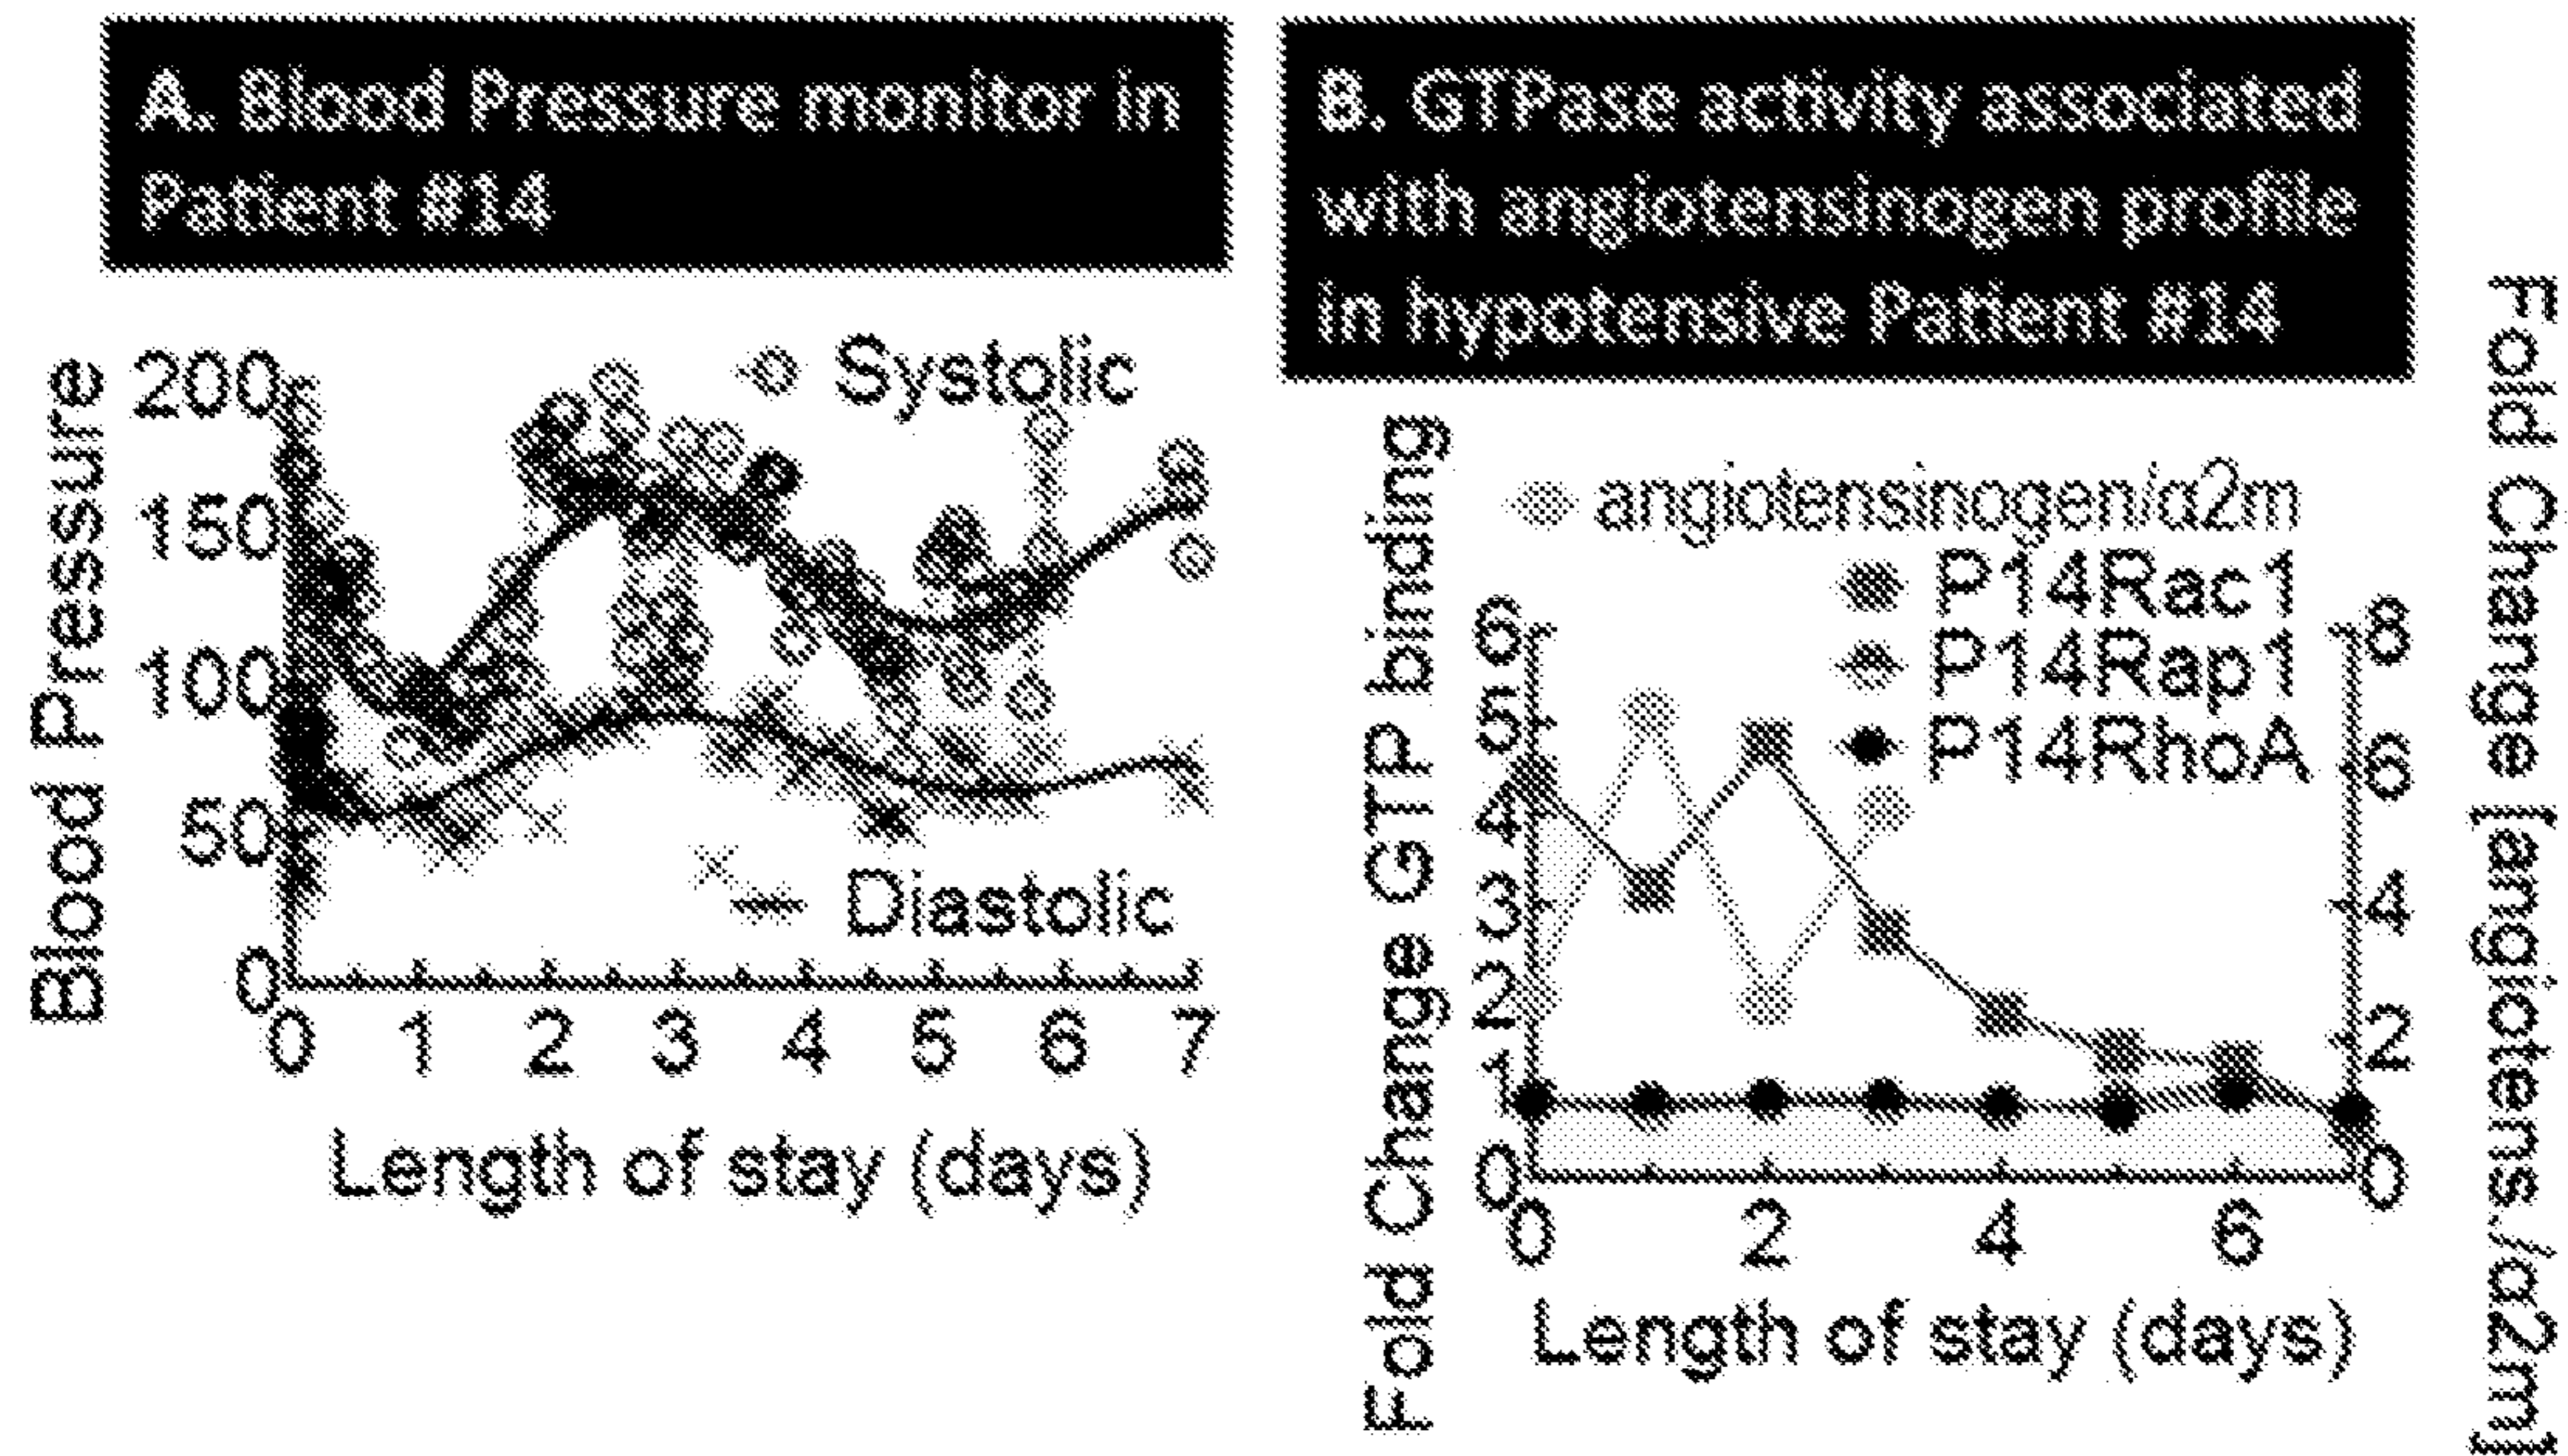 A. Blood Pressure monitor in
Patient #14
Blood Pressure
200
150
100
50
0
Systolic
Diastolic
0 1 2 3 4 5 6 7
Length of stay (days)
B. GTPase activity associated
with angiotensinogen profile
in hypotensive Patient #14
Fold Change GTP binding
angiotensinogen/α2m
P14Rac1
P14Rap1
P14RhoA
6
5
4
3
2
1
0
8
6
4
2
0
0 2 4 6
Length of stay (days)
Fold Change [angiotens./α2m]